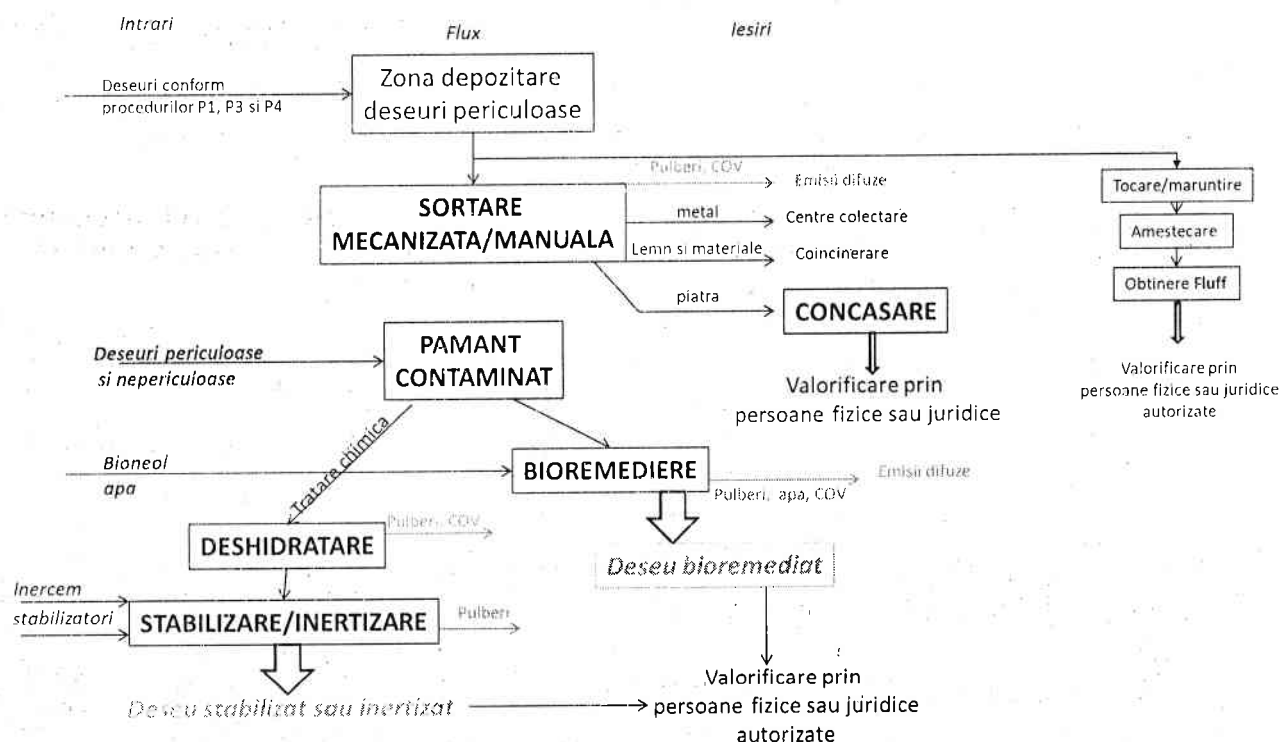 Intrari
Flux
Iesiri
Deseuri conform
procedurilor P1, P3 si P4
Zona depozitare
deseuri periculoase
Pulberi, COV
Emisii difuze
SORTARE
MECANIZATA/MANUALA
metal
Centre colectare
Lemn si materiale
Coincinerare
piatra
CONCASARE
Valorificare prin
persoane fizice sau juridice
Tocare/maruntire
Amestecare
Obtinere Fluff
Valorificare prin
persoane fizice sau juridice
autorizate
Deseuri periculoase
si nepericuloase
PAMANT
CONTAMINAT
Tratare chimica
Bioneol
apa
BIOREMEDIERE
Emisii difuze
Pulberi, apa, COV
DESHIDRATARE
Pulberi, COV
Deseu bioremediat
Inercem
stabilizatori
STABILIZARE/INERTIZARE
Pulberi
Deseu stabilizat sau inertizat
Valorificare prin
persoane fizice sau juridice
autorizate